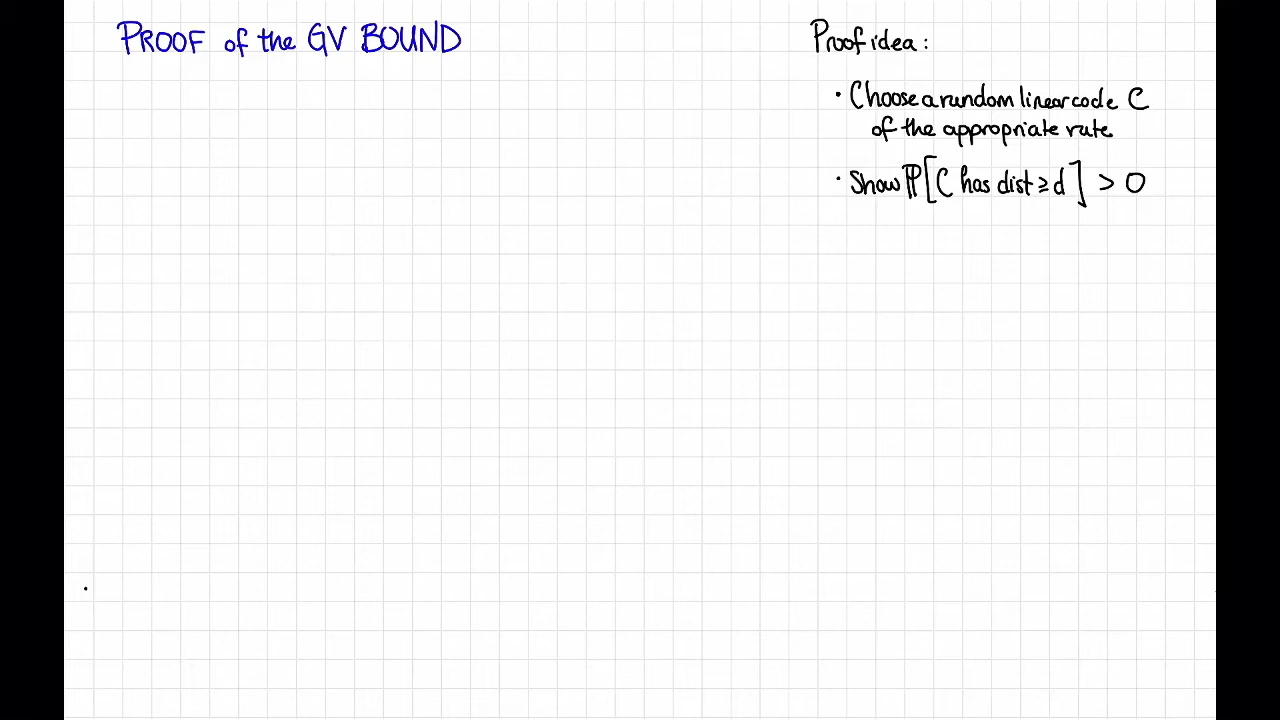 PROOF of the GV BOUND
Proof idea:
• Choose a random linear code C
of the appropriate rate
• Show ℙ[C has dist ≥ d] > 0